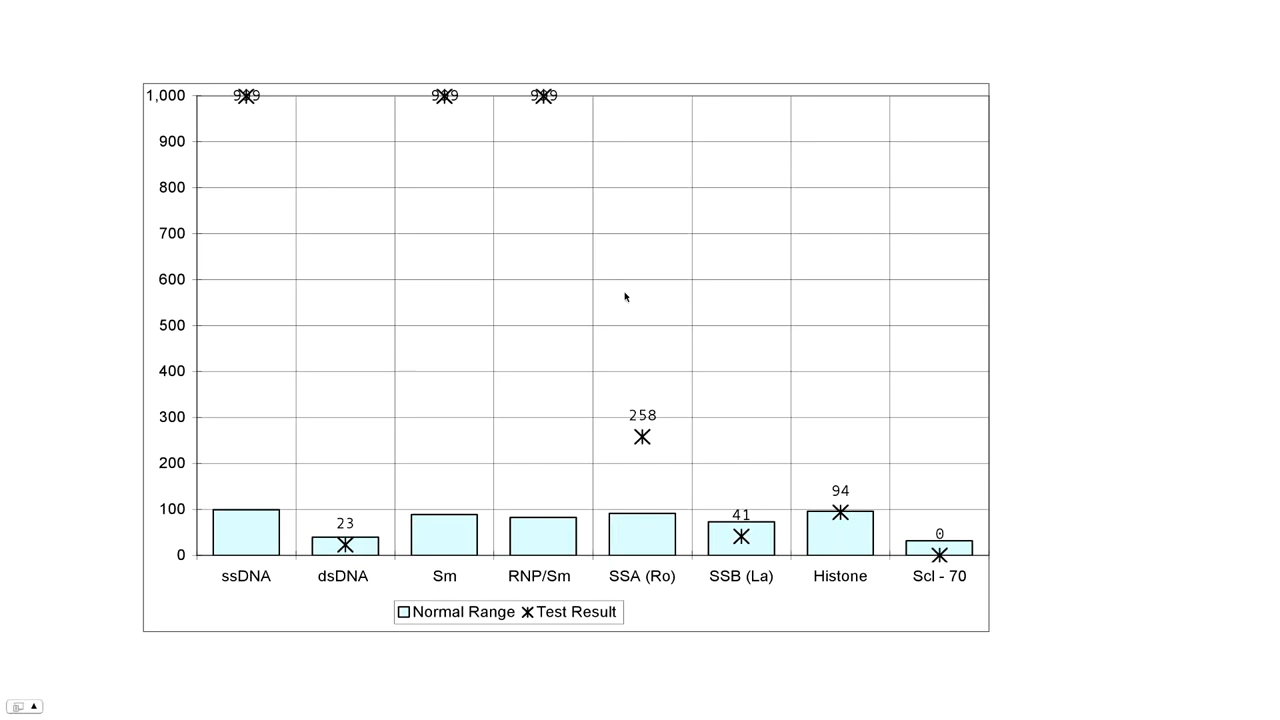 1,000 999 999 999
900
800
700
600
500
400
300 258
200
100 23 41 94 0
0
ssDNA dsDNA Sm RNP/Sm SSA (Ro) SSB (La) Histone Scl - 70
Normal Range Test Result